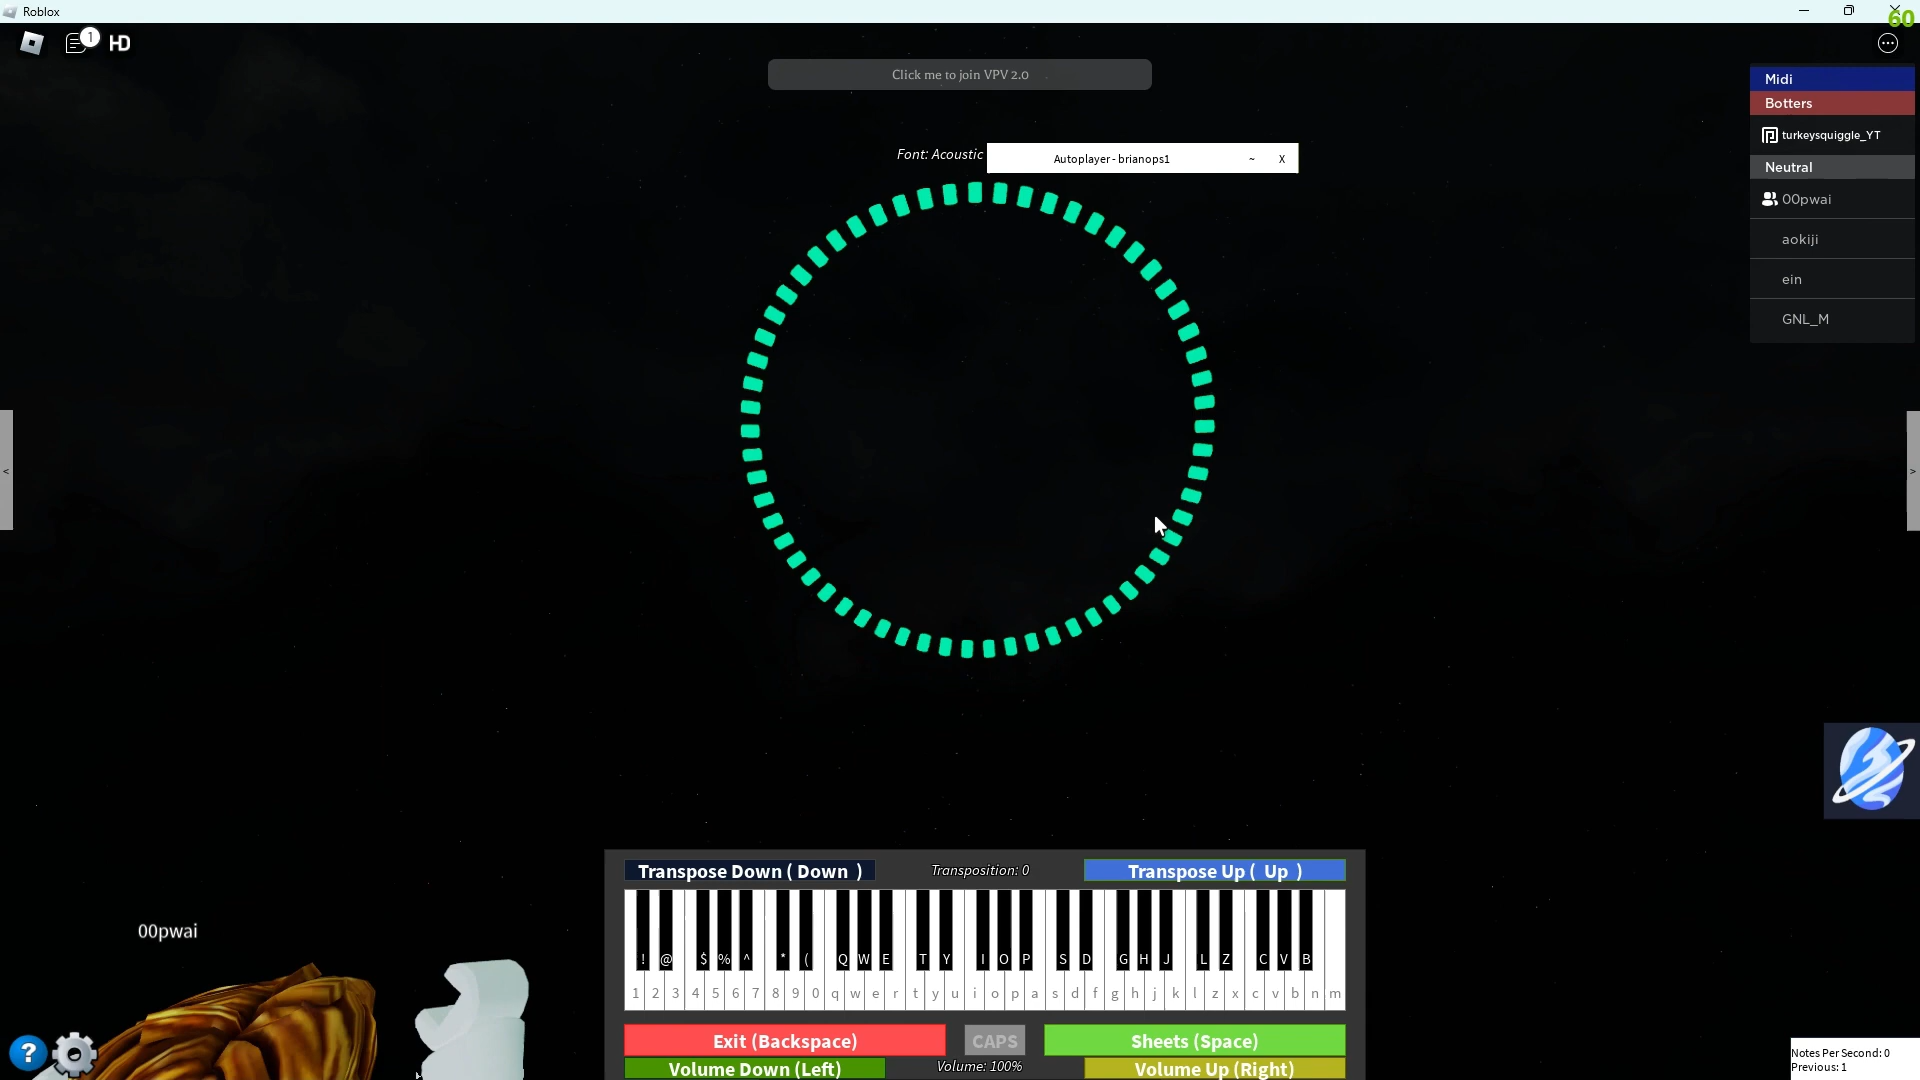 Roblox
60
1
HD
Click me to join VPV 2.0
Midi
Botters
turkeysquiggle_YT
Neutral
00pwai
aokiji
ein
GNL_M
Font: Acoustic
Autoplayer - brianops1 ~ X
<
>
00pwai
Transpose Down ( Down )
Transposition: 0
Transpose Up ( Up )
! @ $ % ^ * ( Q W E T Y I O P S D G H J L Z C V B
1 2 3 4 5 6 7 8 9 0 q w e r t y u i o p a s d f g h j k l z x c v b n m
Exit (Backspace)
CAPS
Sheets (Space)
Volume Down (Left)
Volume: 100%
Volume Up (Right)
?
Notes Per Second: 0
Previous: 1